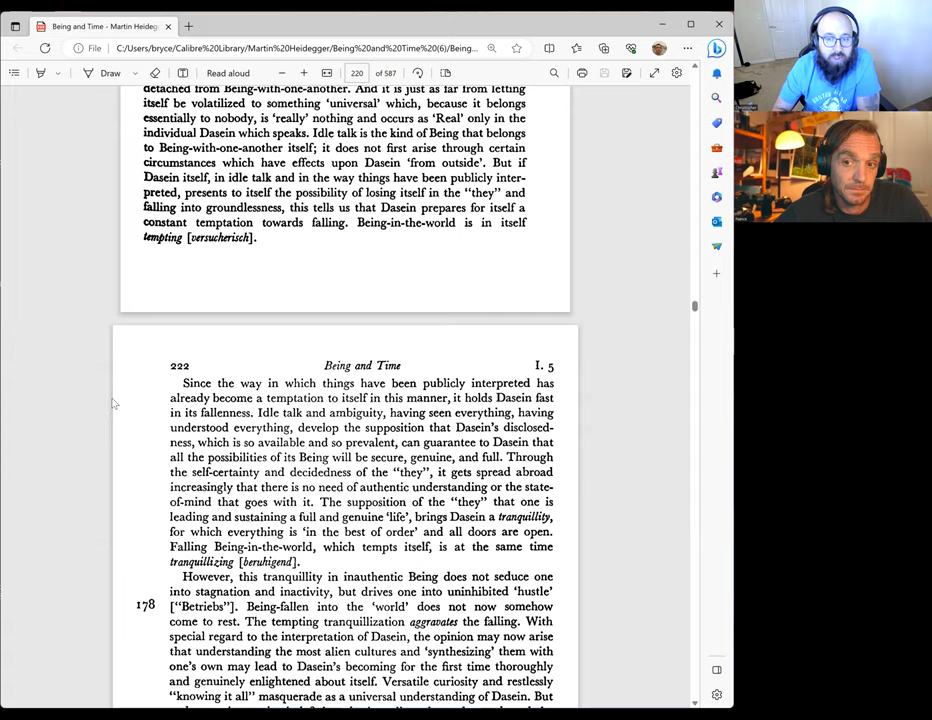 Being and Time - Martin Heideg
File
C:/Users/bryce/Calibre%20Library/Martin%20Heidegger/Being%20and%20Time%20(6)/Being...
Draw
Read aloud
220
of 587
detached from Being-with-one-another. And it is just as far from letting
itself be volatilized to something 'universal' which, because it belongs
essentially to nobody, is 'really' nothing and occurs as 'Real' only in the
individual Dasein which speaks. Idle talk is the kind of Being that belongs
to Being-with-one-another itself; it does not first arise through certain
circumstances which have effects upon Dasein 'from outside'. But if
Dasein itself, in idle talk and in the way things have been publicly inter-
preted, presents to itself the possibility of losing itself in the "they" and
falling into groundlessness, this tells us that Dasein prepares for itself a
constant temptation towards falling. Being-in-the-world is in itself
tempting [versucherisch].
222 Being and Time I. 5
Since the way in which things have been publicly interpreted has
already become a temptation to itself in this manner, it holds Dasein fast
in its fallenness. Idle talk and ambiguity, having seen everything, having
understood everything, develop the supposition that Dasein's disclosed-
ness, which is so available and so prevalent, can guarantee to Dasein that
all the possibilities of its Being will be secure, genuine, and full. Through
the self-certainty and decidedness of the "they", it gets spread abroad
increasingly that there is no need of authentic understanding or the state-
of-mind that goes with it. The supposition of the "they" that one is
leading and sustaining a full and genuine 'life', brings Dasein a tranquillity,
for which everything is 'in the best of order' and all doors are open.
Falling Being-in-the-world, which tempts itself, is at the same time
tranquillizing [beruhigend].
However, this tranquillity in inauthentic Being does not seduce one
into stagnation and inactivity, but drives one into uninhibited 'hustle'
178 ["Betriebs"]. Being-fallen into the 'world' does not now somehow
come to rest. The tempting tranquillization aggravates the falling. With
special regard to the interpretation of Dasein, the opinion may now arise
that understanding the most alien cultures and 'synthesizing' them with
one's own may lead to Dasein's becoming for the first time thoroughly
and genuinely enlightened about itself. Versatile curiosity and restlessly
"knowing it all" masquerade as a universal understanding of Dasein. But